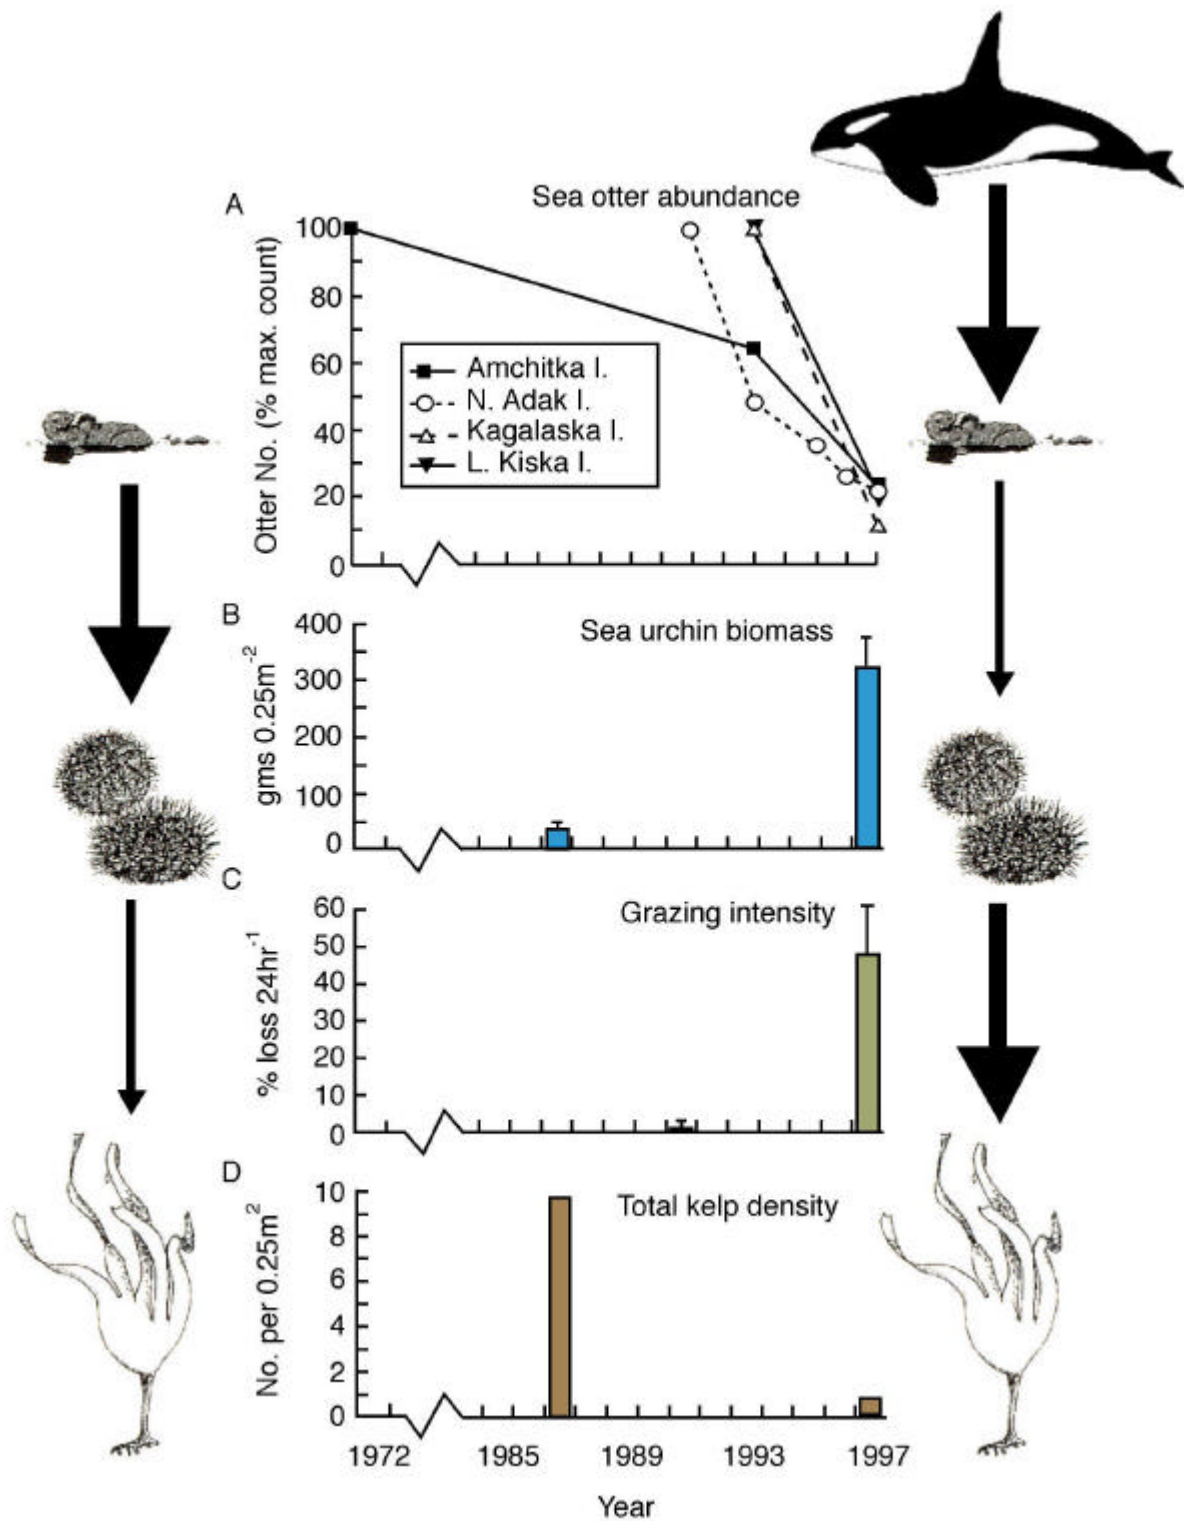 A
Sea otter abundance
Otter No. (% max. count)
100
80
60
40
20
0
Amchitka I.
N. Adak I.
Kagalaska I.
L. Kiska I.
B
Sea urchin biomass
gms 0.25m⁻²
400
300
200
100
0
C
Grazing intensity
% loss 24hr⁻¹
60
50
40
30
20
10
0
D
Total kelp density
No. per 0.25m²
10
8
6
4
2
0
1972 1985 1989 1993 1997
Year